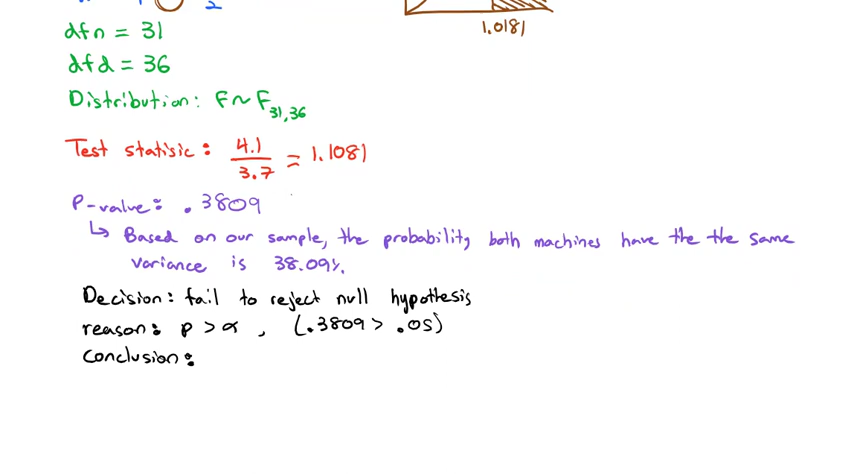 2
1.0181
dfn = 31
dfd = 36
Distribution: F~F31,36
Test statisic: 4.1/3.7 = 1.1081
P-value: .3809
↳ Based on our sample, the probability both machines have the the same
variance is 38.09%.
Decision: fail to reject null hypothesis
reason: p > α , (.3809 > .05)
Conclusion: